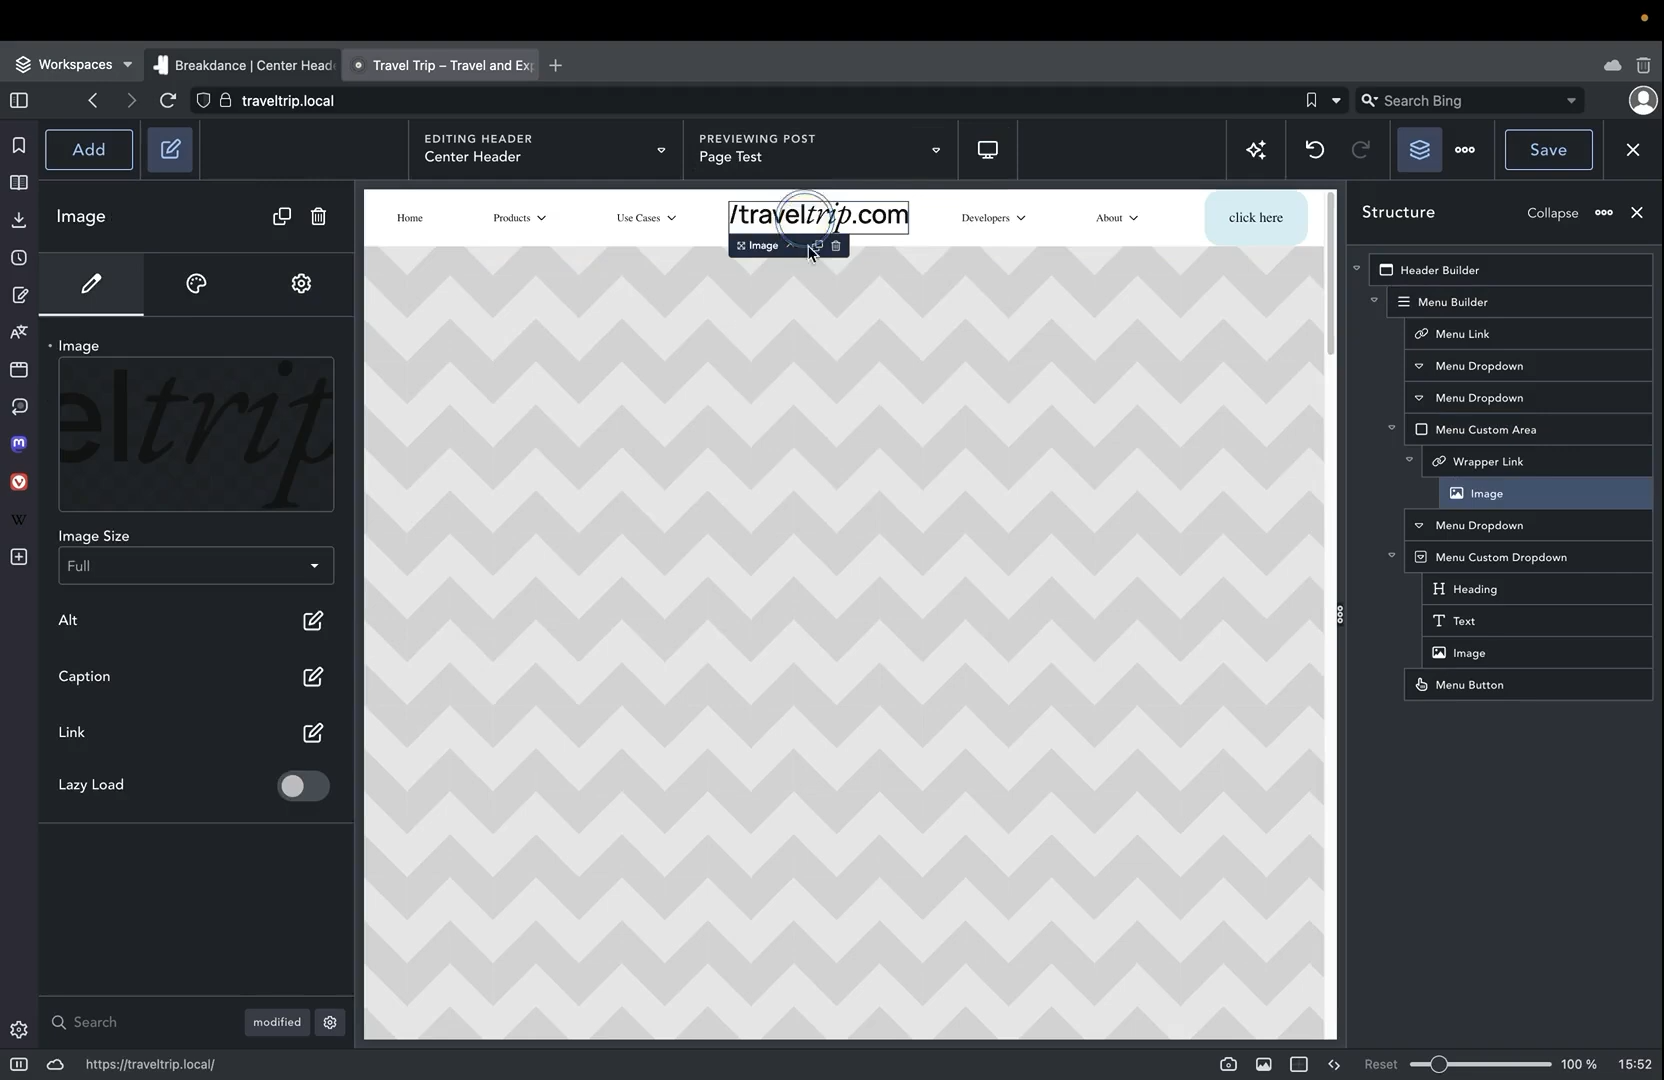 Workspaces
Breakdance | Center Head
Travel Trip – Travel and Exp
traveltrip.local
Search Bing
Add
EDITING HEADER
Center Header
PREVIEWING POST
Page Test
Save
Image
Home
Products
Use Cases
/traveltrip.com
Developers
About
click here
Image
Structure
Collapse
Header Builder
Menu Builder
Menu Link
Menu Dropdown
Menu Dropdown
Menu Custom Area
Wrapper Link
Image
Menu Dropdown
Menu Custom Dropdown
Heading
Text
Image
Menu Button
Image
eltrip
Image Size
Full
Alt
Caption
Link
Lazy Load
Search
modified
https://traveltrip.local/
Reset
100 %
15:52